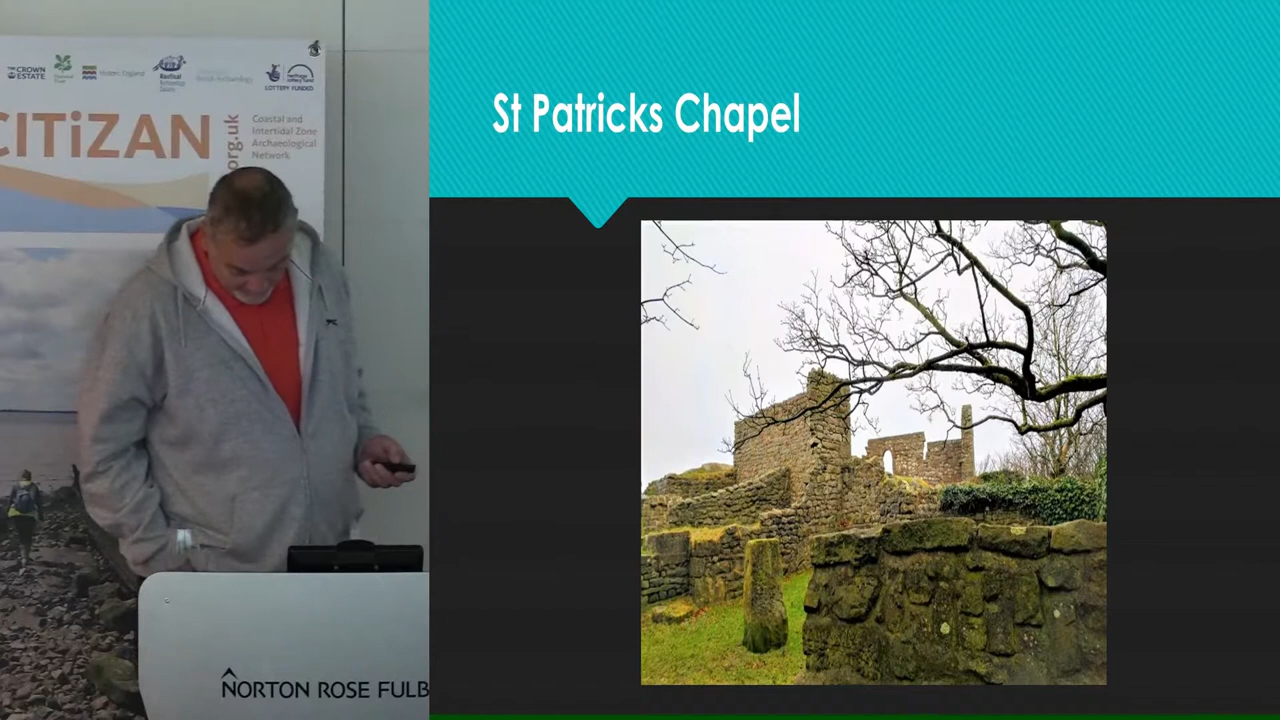 THE CROWN
ESTATE
Historic England
LOTTERY FUNDED
CITiZAN
org.uk
Coastal and
Intertidal Zone
Archaeological
Network
NORTON ROSE FULB
St Patricks Chapel